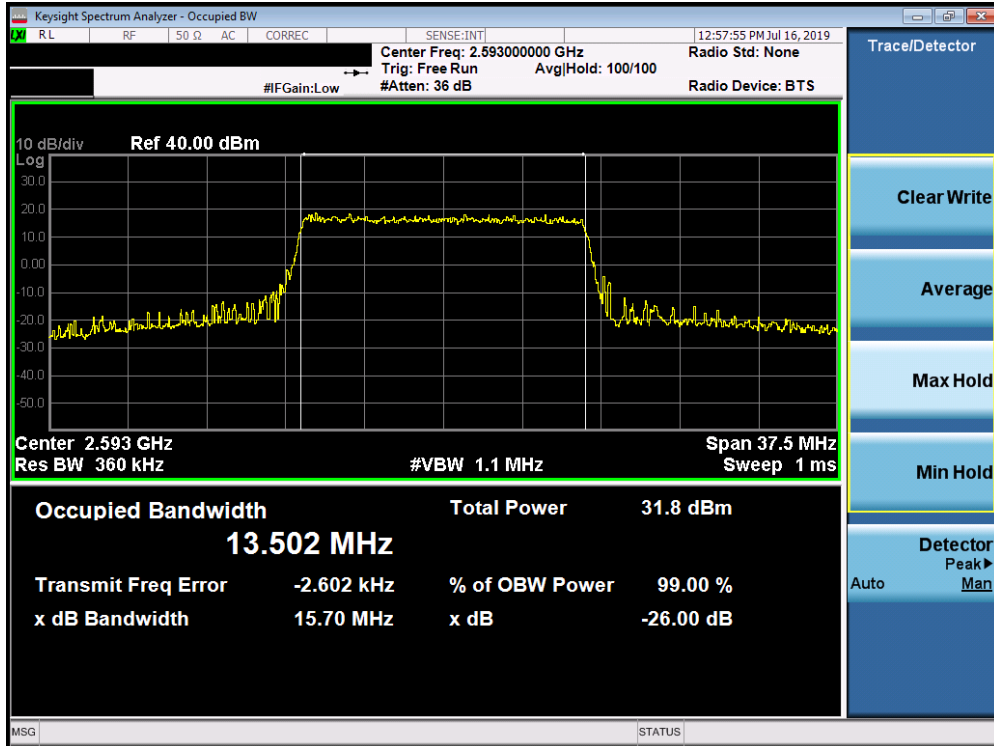 Keysight Spectrum Analyzer - Occupied BW
LXI RL RF 50 Ω AC CORREC SENSE:INT 12:57:55 PM Jul 16, 2019
Center Freq: 2.593000000 GHz Radio Std: None
Trig: Free Run Avg|Hold: 100/100
#IFGain:Low #Atten: 36 dB Radio Device: BTS
Trace/Detector
10 dB/div Ref 40.00 dBm
Log
30.0
20.0
10.0
0.00
-10.0
-20.0
-30.0
-40.0
-50.0
Center 2.593 GHz Span 37.5 MHz
Res BW 360 kHz #VBW 1.1 MHz Sweep 1 ms
Occupied Bandwidth Total Power 31.8 dBm
13.502 MHz
Transmit Freq Error -2.602 kHz % of OBW Power 99.00 %
x dB Bandwidth 15.70 MHz x dB -26.00 dB
Clear Write
Average
Max Hold
Min Hold
Detector
Peak▶
Auto Man
MSG STATUS